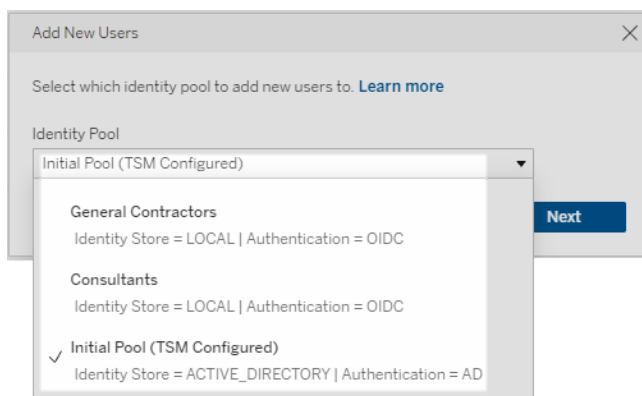 Add New Users
Select which identity pool to add new users to. Learn more
Identity Pool
Initial Pool (TSM Configured)
General Contractors
Identity Store = LOCAL | Authentication = OIDC
Next
Consultants
Identity Store = LOCAL | Authentication = OIDC
Initial Pool (TSM Configured)
Identity Store = ACTIVE_DIRECTORY | Authentication = AD